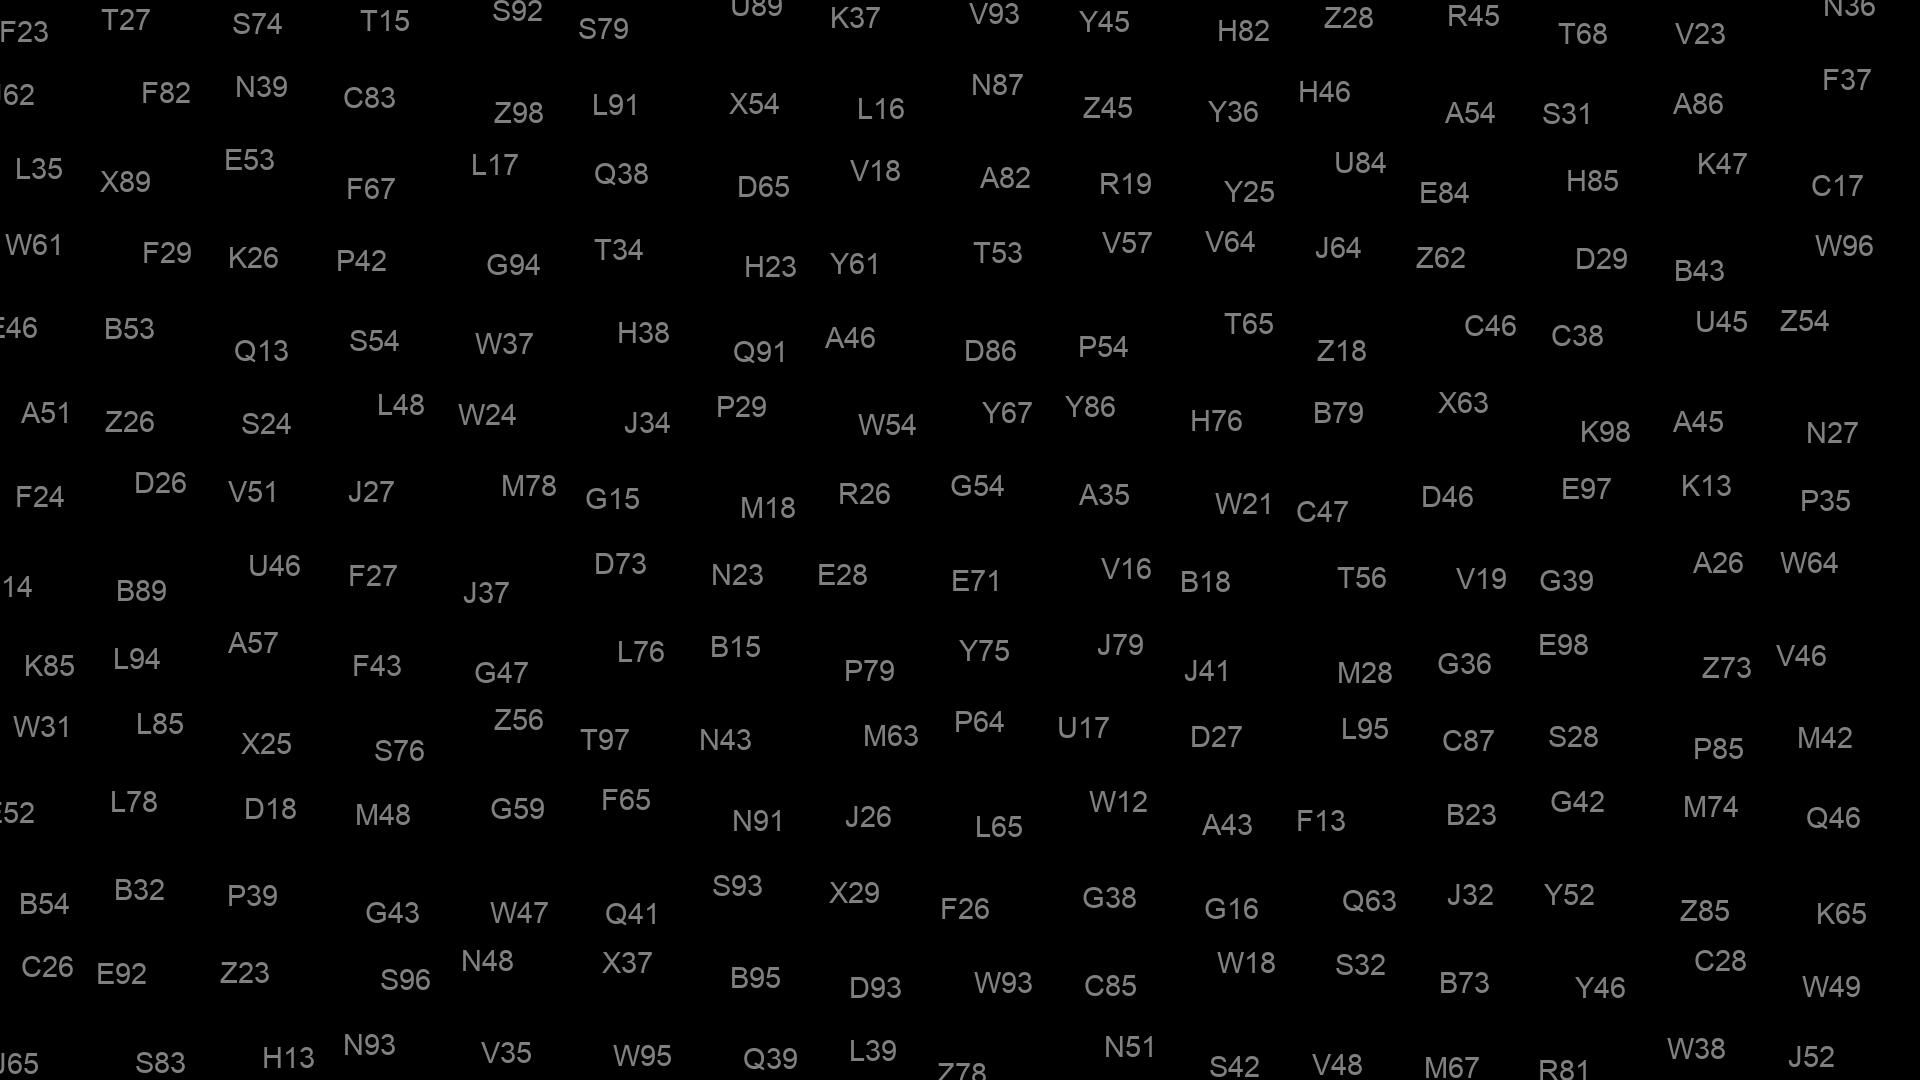 F23 T27 S74 T15 S92 S79 U89 K37 V93 Y45 H82 Z28 R45 T68 V23 N36
F82 N39 C83 Z98 L91 X54 L16 N87 Z45 Y36 H46 A54 S31 A86 F37
L35 X89 E53 F67 L17 Q38 D65 V18 A82 R19 Y25 U84 E84 H85 K47 C17
W61 F29 K26 P42 G94 T34 H23 Y61 T53 V57 V64 J64 Z62 D29 B43 W96
E46 B53 Q13 S54 W37 H38 Q91 A46 D86 P54 T65 Z18 C46 C38 U45 Z54
A51 Z26 S24 L48 W24 J34 P29 W54 Y67 Y86 H76 B79 X63 K98 A45 N27
F24 D26 V51 J27 M78 G15 M18 R26 G54 A35 W21 C47 D46 E97 K13 P35
14 B89 U46 F27 J37 D73 N23 E28 E71 V16 B18 T56 V19 G39 A26 W64
K85 L94 A57 F43 G47 L76 B15 P79 Y75 J79 J41 M28 G36 E98 Z73 V46
W31 L85 X25 S76 Z56 T97 N43 M63 P64 U17 D27 L95 C87 S28 P85 M42
E52 L78 D18 M48 G59 F65 N91 J26 L65 W12 A43 F13 B23 G42 M74 Q46
B54 B32 P39 G43 W47 Q41 S93 X29 F26 G38 G16 Q63 J32 Y52 Z85 K65
C26 E92 Z23 S96 N48 X37 B95 D93 W93 C85 W18 S32 B73 Y46 C28 W49
J65 S83 H13 N93 V35 W95 Q39 L39 Z78 N51 S42 V48 M67 R81 W38 J52